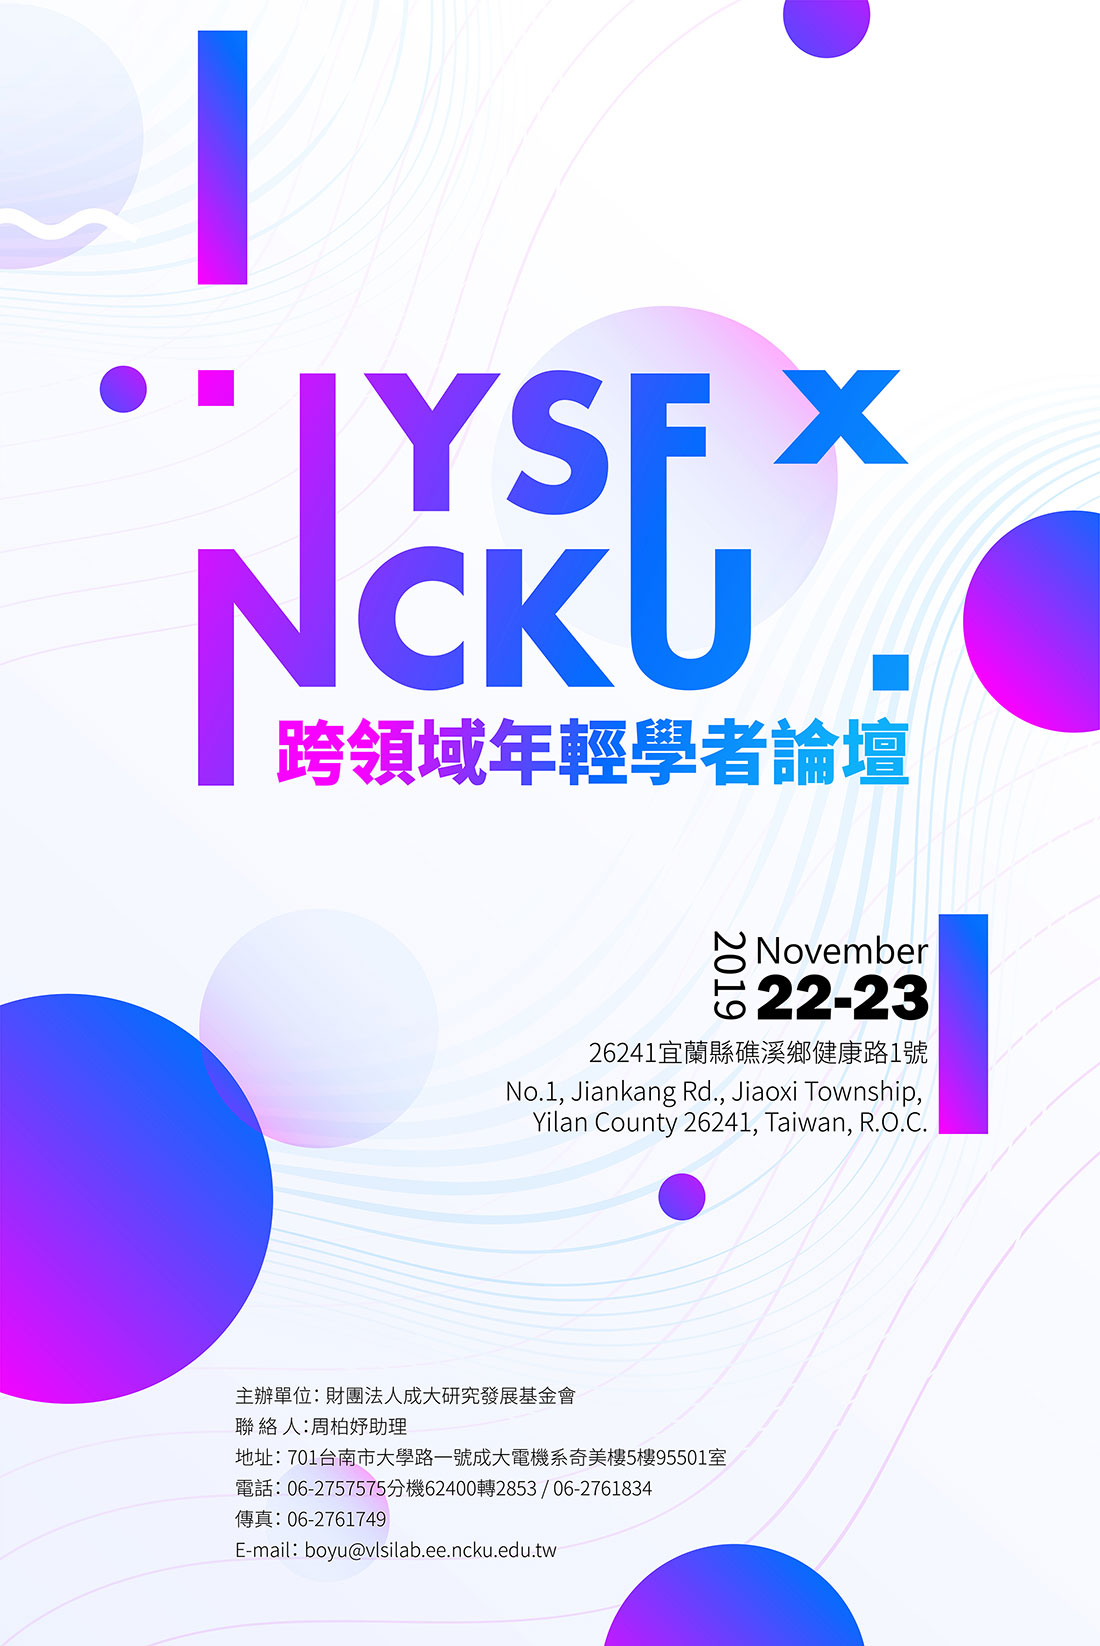 IYSF x
NCKU
跨領域年輕學者論壇
2019
November
22-23
26241宜蘭縣礁溪鄉健康路1號
No.1, Jiankang Rd., Jiaoxi Township,
Yilan County 26241, Taiwan, R.O.C.
主辦單位：財團法人成大研究發展基金會
聯 絡 人：周柏妤助理
地址：701台南市大學路一號成大電機系奇美樓5樓95501室
電話：06-2757575分機62400轉2853 / 06-2761834
傳真：06-2761749
E-mail：boyu@vlsilab.ee.ncku.edu.tw